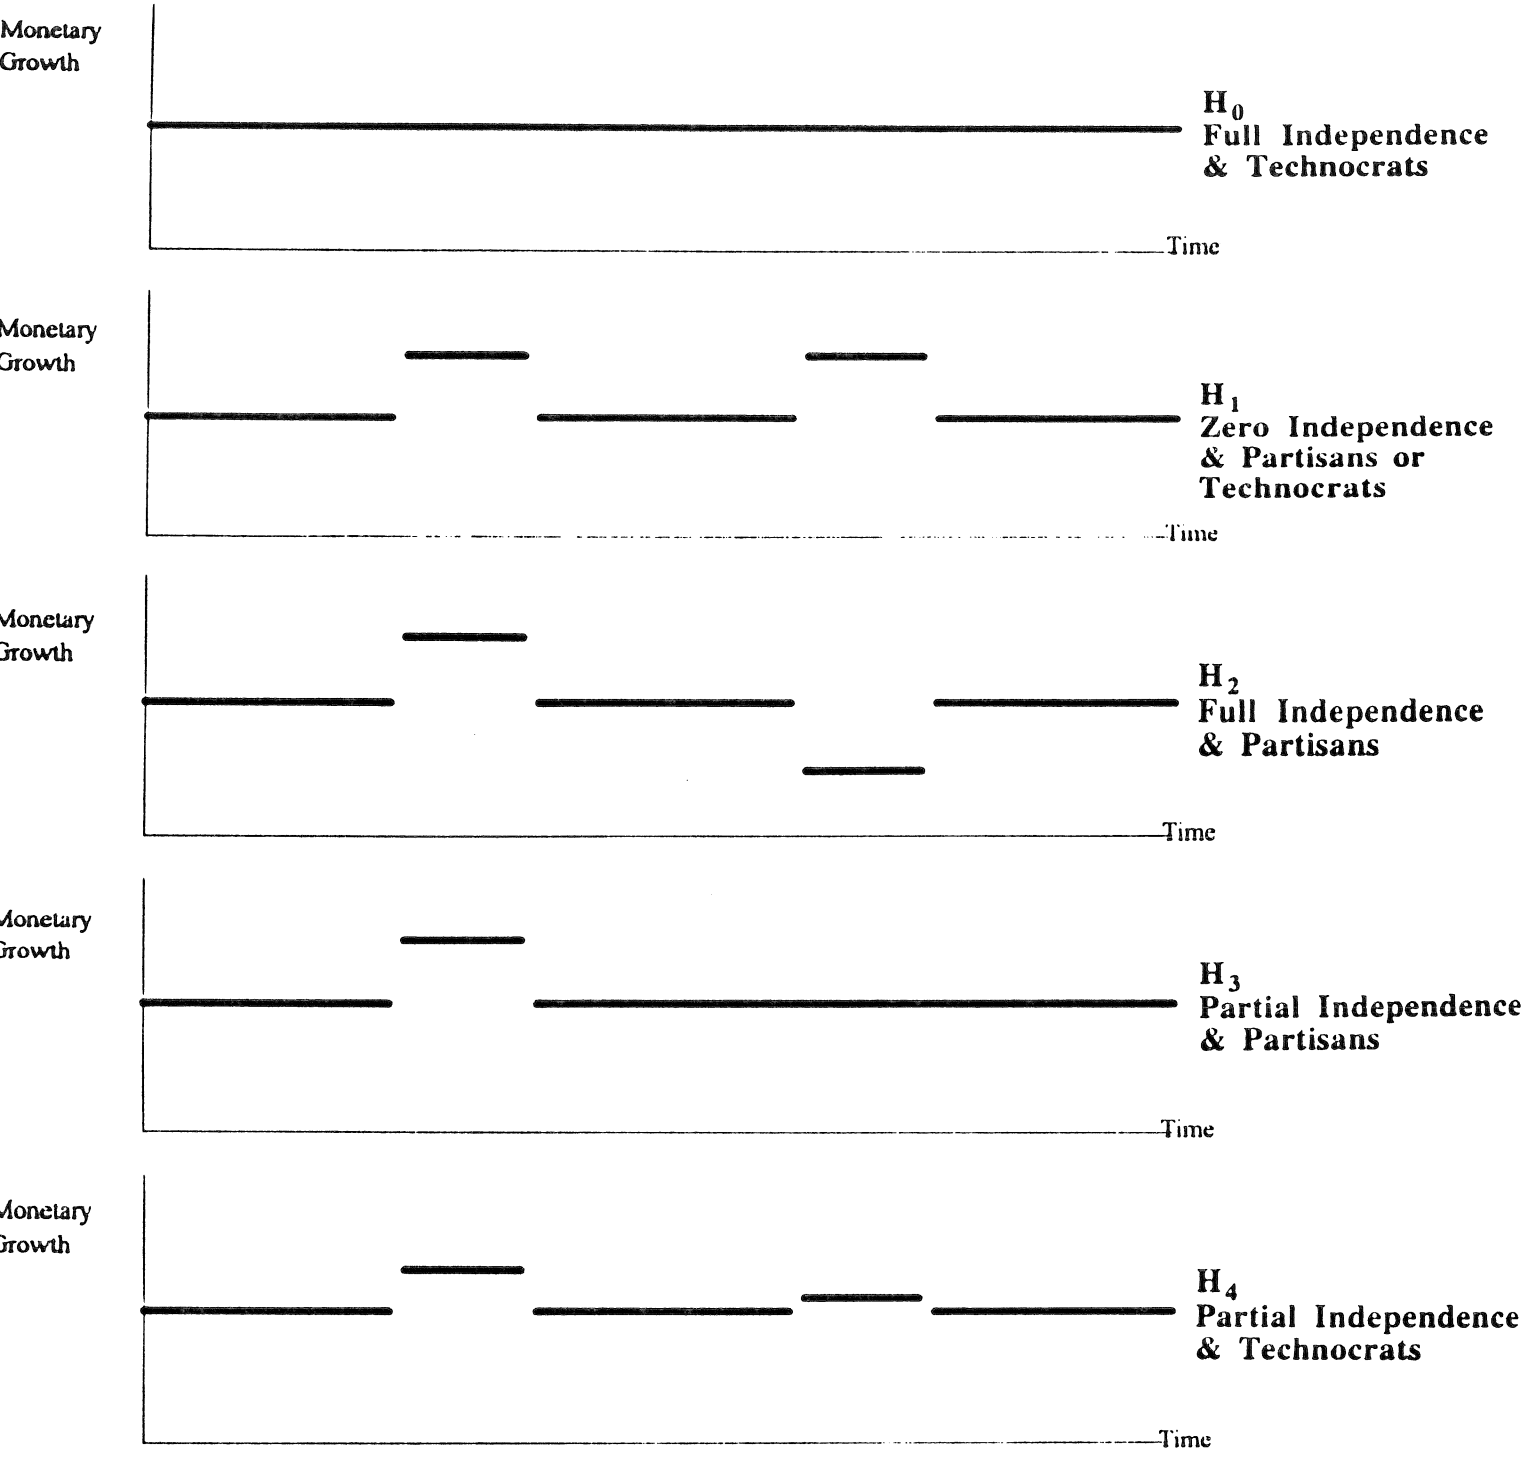 Monetary
Growth
H0
Full Independence
& Technocrats
Time
Monetary
Growth
H1
Zero Independence
& Partisans or
Technocrats
Time
Monetary
Growth
H2
Full Independence
& Partisans
Time
Monetary
Growth
H3
Partial Independence
& Partisans
Time
Monetary
Growth
H4
Partial Independence
& Technocrats
Time